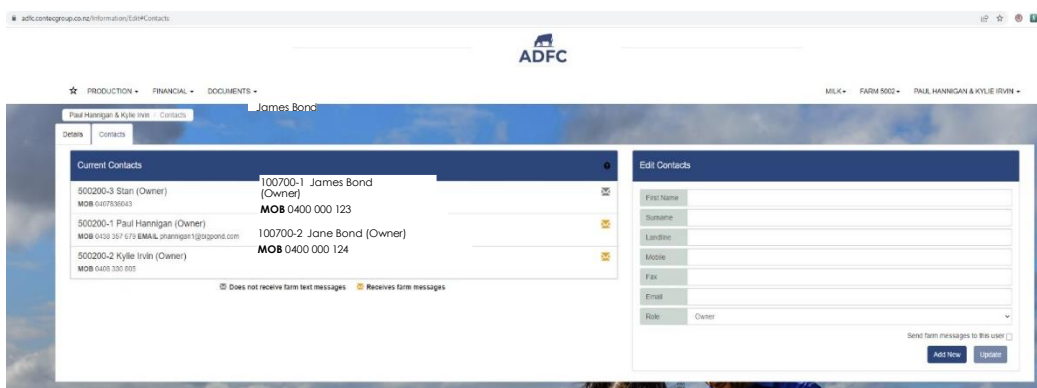 adfc.contecgroup.co.nz/Information/Edit#Contacts
ADFC
PRODUCTION FINANCIAL DOCUMENTS
MILK FARM 5002 PAUL HANNIGAN & KYLIE IRVIN
James Bond
Paul Hannigan & Kylie Irvin / Contacts
Details Contacts
Current Contacts
500200-3 Stan (Owner)
MOB 0407836043
500200-1 Paul Hannigan (Owner)
MOB 0438 357 679 EMAIL phannigan1@bigpond.com
500200-2 Kylie Irvin (Owner)
MOB 0408 330 805
100700-1 James Bond
(Owner)
MOB 0400 000 123
100700-2 Jane Bond (Owner)
MOB 0400 000 124
Does not receive farm text messages Receives farm messages
Edit Contacts
First Name
Surname
Landline
Mobile
Fax
Email
Role Owner
Send farm messages to this user
Add New Update